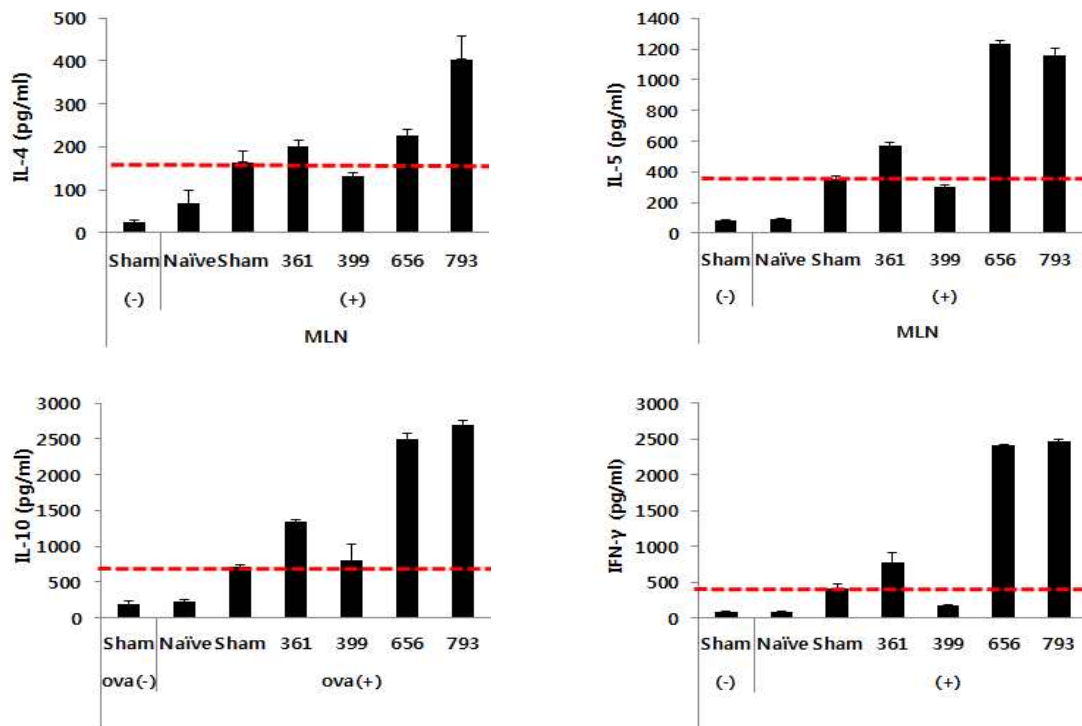 IL-4 (pg/ml)
500
400
300
200
100
0
Sham Naïve Sham 361 399 656 793
(-) (+)
MLN
IL-5 (pg/ml)
1400
1200
1000
800
600
400
200
0
Sham Naïve Sham 361 399 656 793
(-) (+)
MLN
IL-10 (pg/ml)
3000
2500
2000
1500
1000
500
0
Sham Naïve Sham 361 399 656 793
ova(-) ova(+)
IFN-γ (pg/ml)
3000
2500
2000
1500
1000
500
0
Sham Naïve Sham 361 399 656 793
(-) (+)